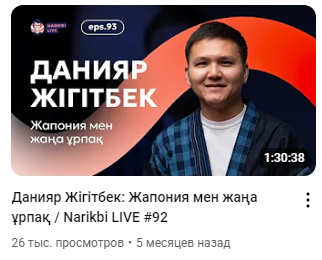 NARIKBI
LIVE
eps.93
ДАНИЯР
ЖІГІТБЕК
Жапония мен
жаңа ұрпақ
1:30:38
Данияр Жігітбек: Жапония мен жаңа
ұрпақ / Narikbi LIVE #92
26 тыс. просмотров • 5 месяцев назад